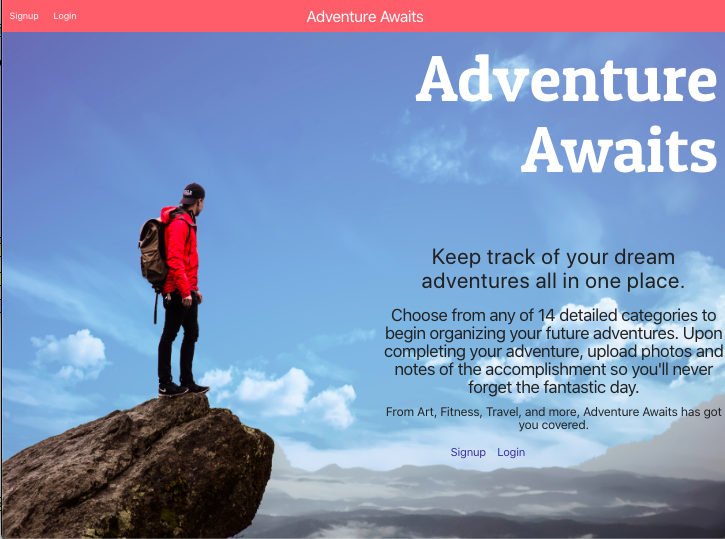 Signup Login Adventure Awaits
Adventure
Awaits
Keep track of your dream
adventures all in one place.
Choose from any of 14 detailed categories to
begin organizing your future adventures. Upon
completing your adventure, upload photos and
notes of the accomplishment so you'll never
forget the fantastic day.
From Art, Fitness, Travel, and more, Adventure Awaits has got
you covered.
Signup Login